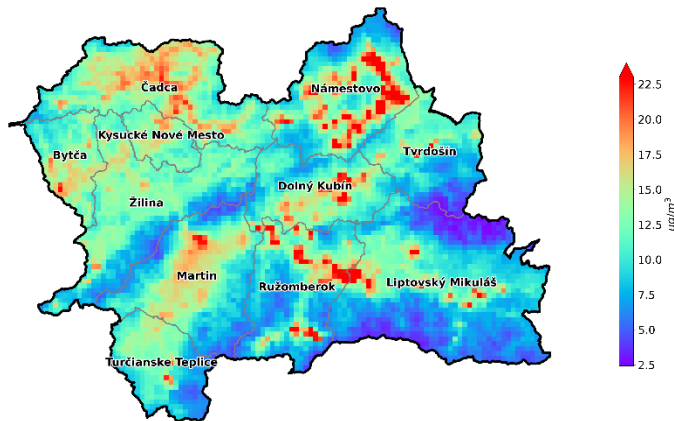 Čadca
Námestovo
Kysucké Nové Mesto
Bytča
Tvrdošín
Dolný Kubín
Žilina
Martin
Ružomberok
Liptovský Mikuláš
Turčianske Teplice
22.5
20.0
17.5
15.0
12.5
10.0
7.5
5.0
2.5
μg/m³